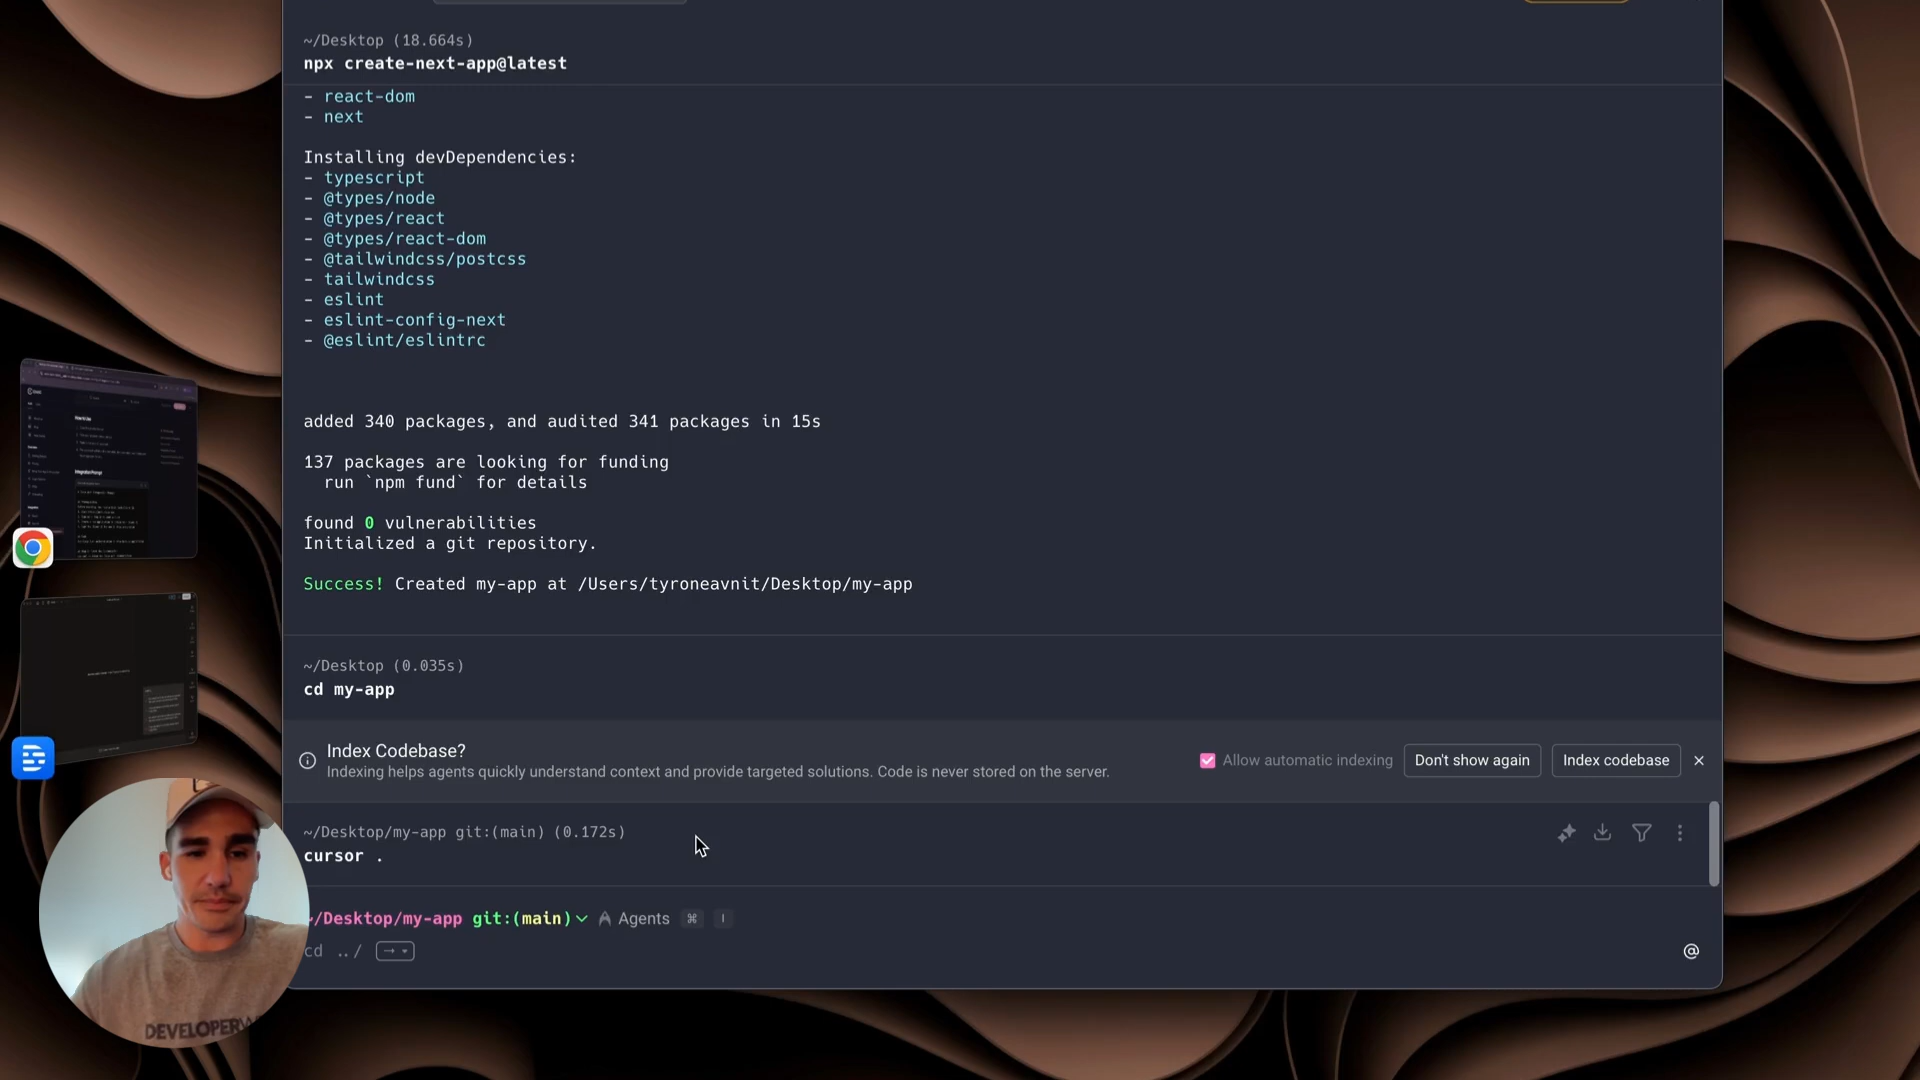 ~/Desktop (18.664s)
npx create-next-app@latest
- react-dom
- next
Installing devDependencies:
- typescript
- @types/node
- @types/react
- @types/react-dom
- @tailwindcss/postcss
- tailwindcss
- eslint
- eslint-config-next
- @eslint/eslintrc
added 340 packages, and audited 341 packages in 15s
137 packages are looking for funding
run `npm fund` for details
found 0 vulnerabilities
Initialized a git repository.
Success! Created my-app at /Users/tyroneavnit/Desktop/my-app
~/Desktop (0.035s)
cd my-app
Index Codebase?
Indexing helps agents quickly understand context and provide targeted solutions. Code is never stored on the server.
Allow automatic indexing
Don't show again
Index codebase
~/Desktop/my-app git:(main) (0.172s)
cursor .
~/Desktop/my-app git:(main) Agents ⌘ I
cd ../
@